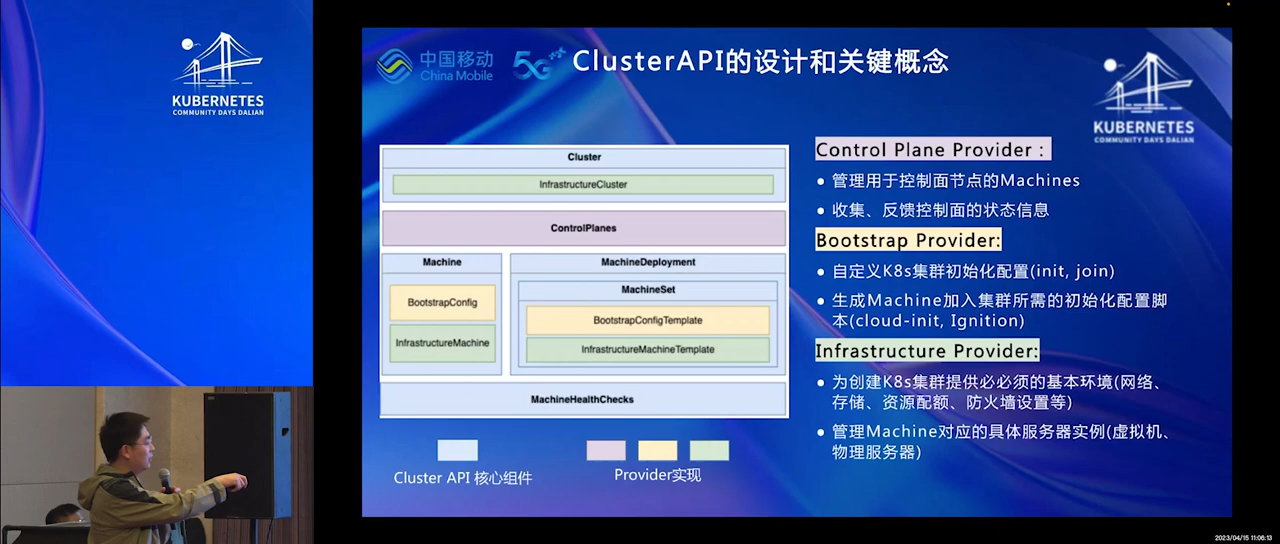 KUBERNETES
COMMUNITY DAYS DALIAN
中国移动
China Mobile
5G++
ClusterAPI的设计和关键概念
KUBERNETES
COMMUNITY DAYS DALIAN
Cluster
InfrastructureCluster
ControlPlanes
Machine
BootstrapConfig
InfrastructureMachine
MachineDeployment
MachineSet
BootstrapConfigTemplate
InfrastructureMachineTemplate
MachineHealthChecks
Cluster API 核心组件
Provider实现
Control Plane Provider：
• 管理用于控制面节点的Machines
• 收集、反馈控制面的状态信息
Bootstrap Provider:
• 自定义K8s集群初始化配置(init, join)
• 生成Machine加入集群所需的初始化配置脚
本(cloud-init, Ignition)
Infrastructure Provider:
• 为创建K8s集群提供必必须的基本环境(网络、
存储、资源配额、防火墙设置等)
• 管理Machine对应的具体服务器实例(虚拟机、
物理服务器)
2023/04/15 11:06:13